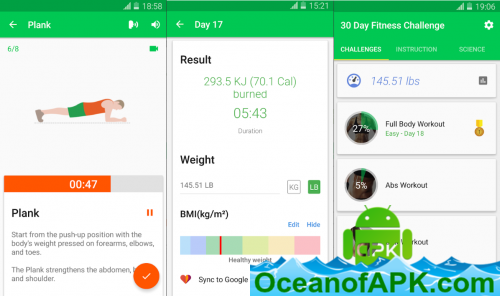 18:58
Plank
6/8
00:47
Plank
Start from the push-up position with the
body's weight pressed on forearms, elbows,
and toes.
The Plank strengthens the abdomen, b
and shoulder.
15:21
Day 17
Result
293.5 KJ (70.1 Cal)
burned
05:43
Duration
Weight
145.51 LB
KG
LB
BMI(kg/m²)
Edit
Hide
Healthy weight
Sync to Google
19:06
30 Day Fitness Challenge
CHALLENGES
INSTRUCTION
SCIENCE
145.51 lbs
27%
Full Body Workout
Easy - Day 18
5%
Abs Workout
APK
Workout
OceanofAPK.com